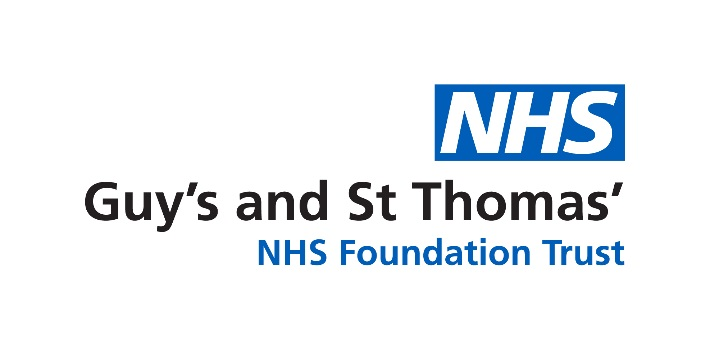 NHS
Guy’s and St Thomas’
NHS Foundation Trust